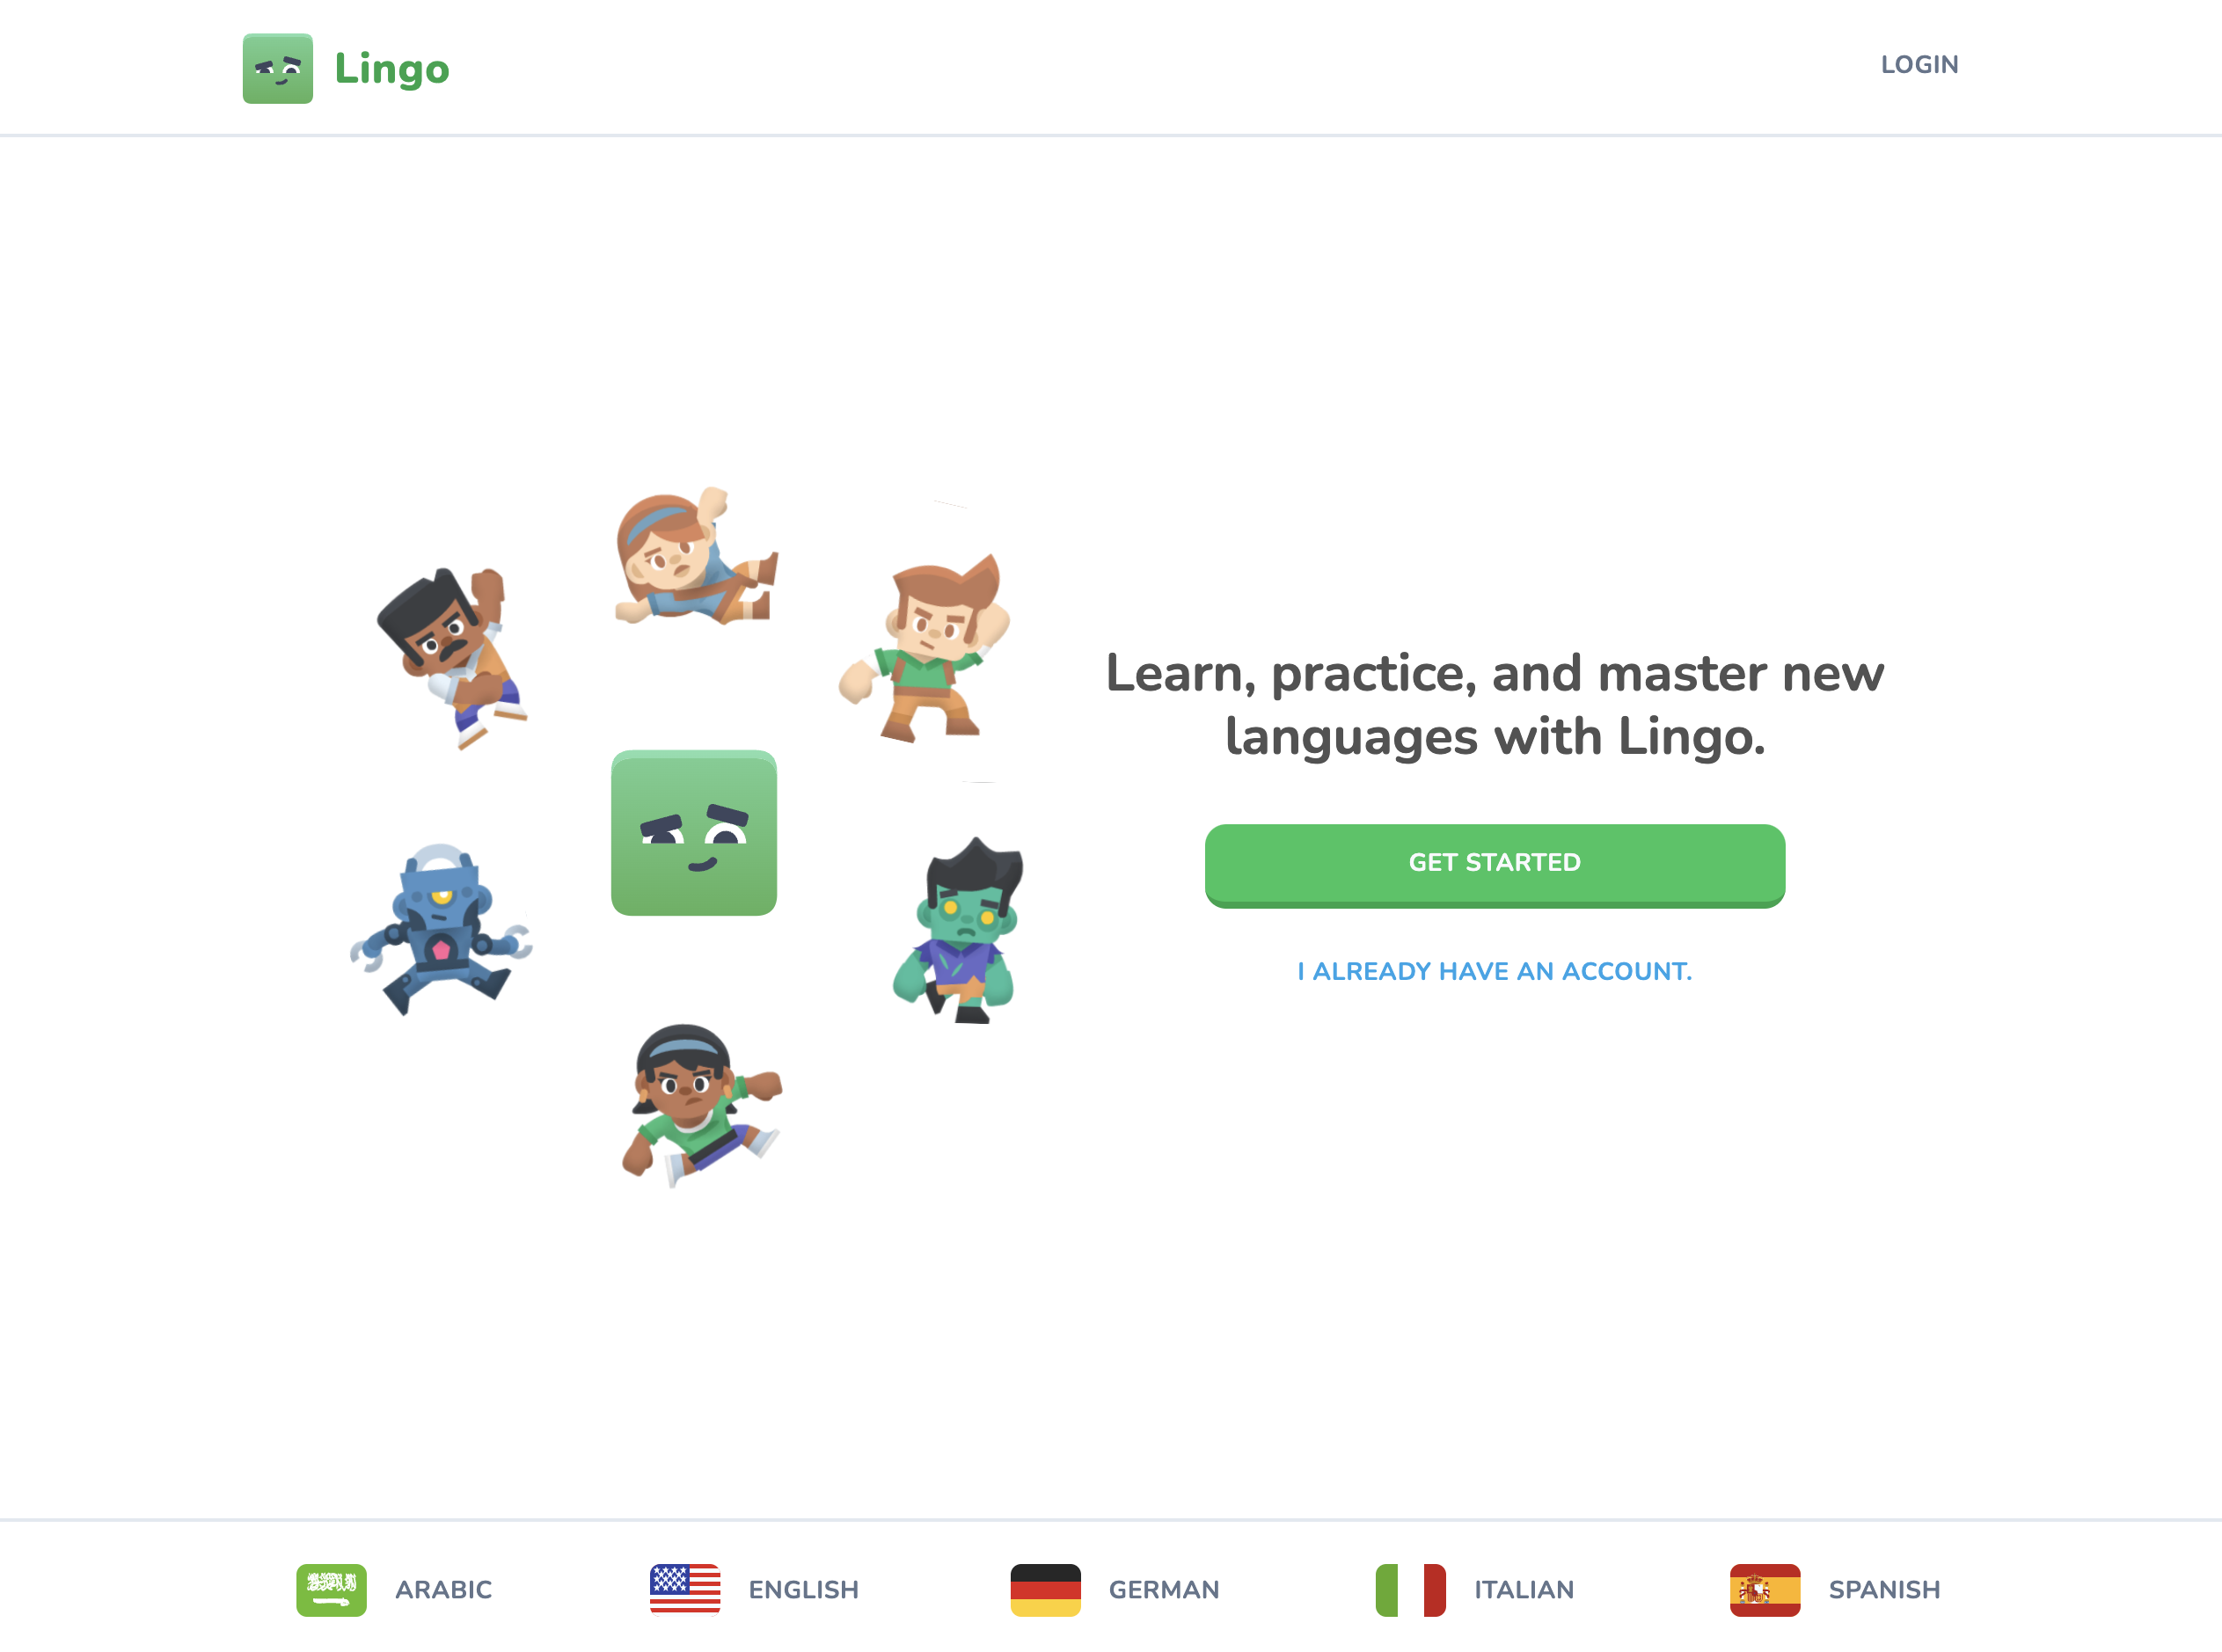 Lingo
LOGIN
Learn, practice, and master new
languages with Lingo.
GET STARTED
I ALREADY HAVE AN ACCOUNT.
ARABIC
ENGLISH
GERMAN
ITALIAN
SPANISH